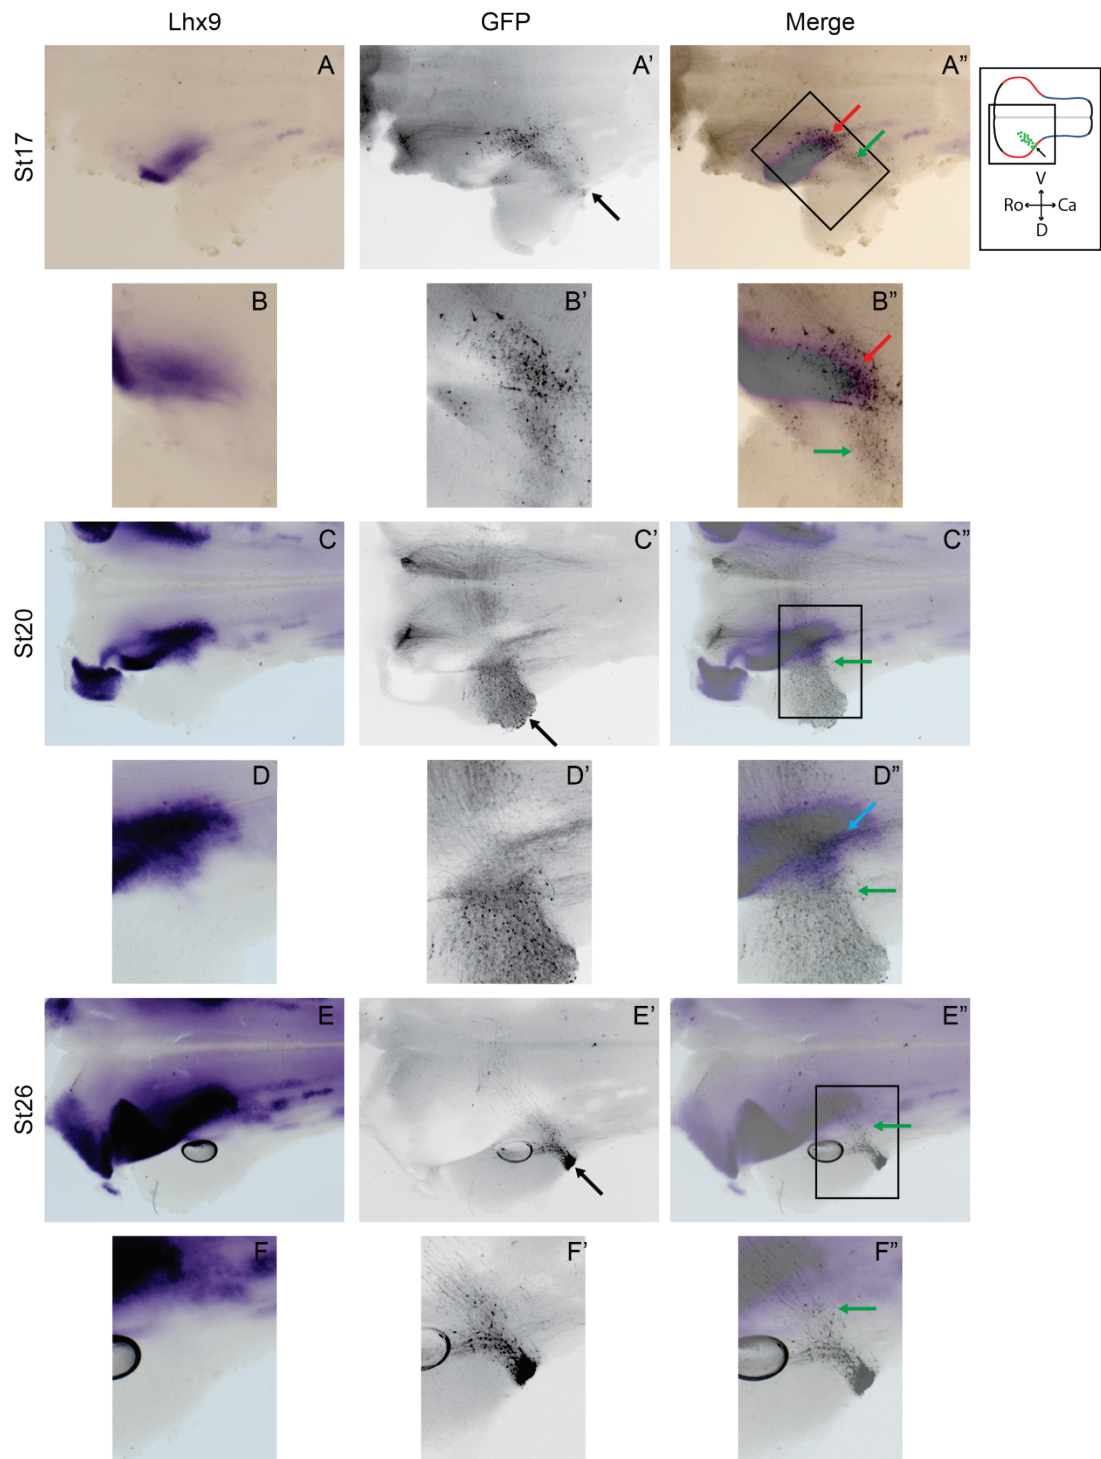 Lhx9 GFP Merge
St17
A A' A"
V
Ro Ca
D
B B' B"
St20
C C' C"
D D' D"
St26
E E' E"
F F' F"